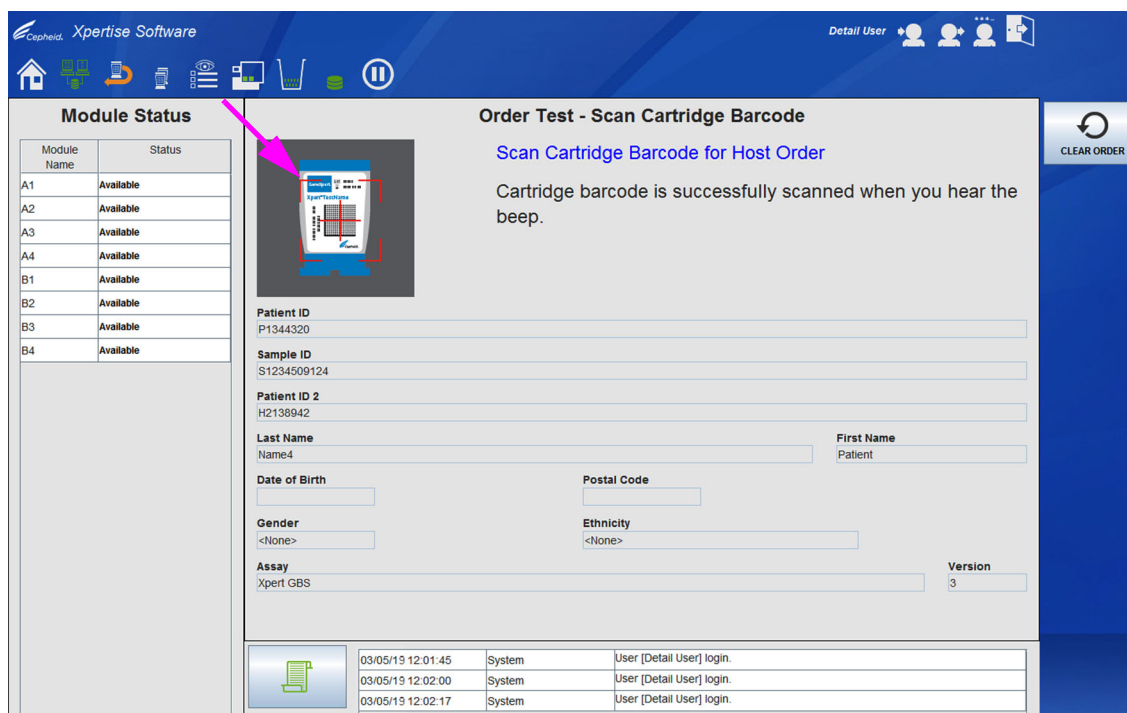 Cepheid. Xpertise Software
Detail User
Module Status
Module Name
Status
A1 Available
A2 Available
A3 Available
A4 Available
B1 Available
B2 Available
B3 Available
B4 Available
Order Test - Scan Cartridge Barcode
CLEAR ORDER
GeneXpert
Xpert®TestName
Cepheid.
Scan Cartridge Barcode for Host Order
Cartridge barcode is successfully scanned when you hear the
beep.
Patient ID
P1344320
Sample ID
S1234509124
Patient ID 2
H2138942
Last Name
First Name
Name4
Patient
Date of Birth
Postal Code
Gender
Ethnicity
<None>
<None>
Assay
Version
Xpert GBS
3
03/05/19 12:01:45 System User [Detail User] login.
03/05/19 12:02:00 System User [Detail User] login.
03/05/19 12:02:17 System User [Detail User] login.